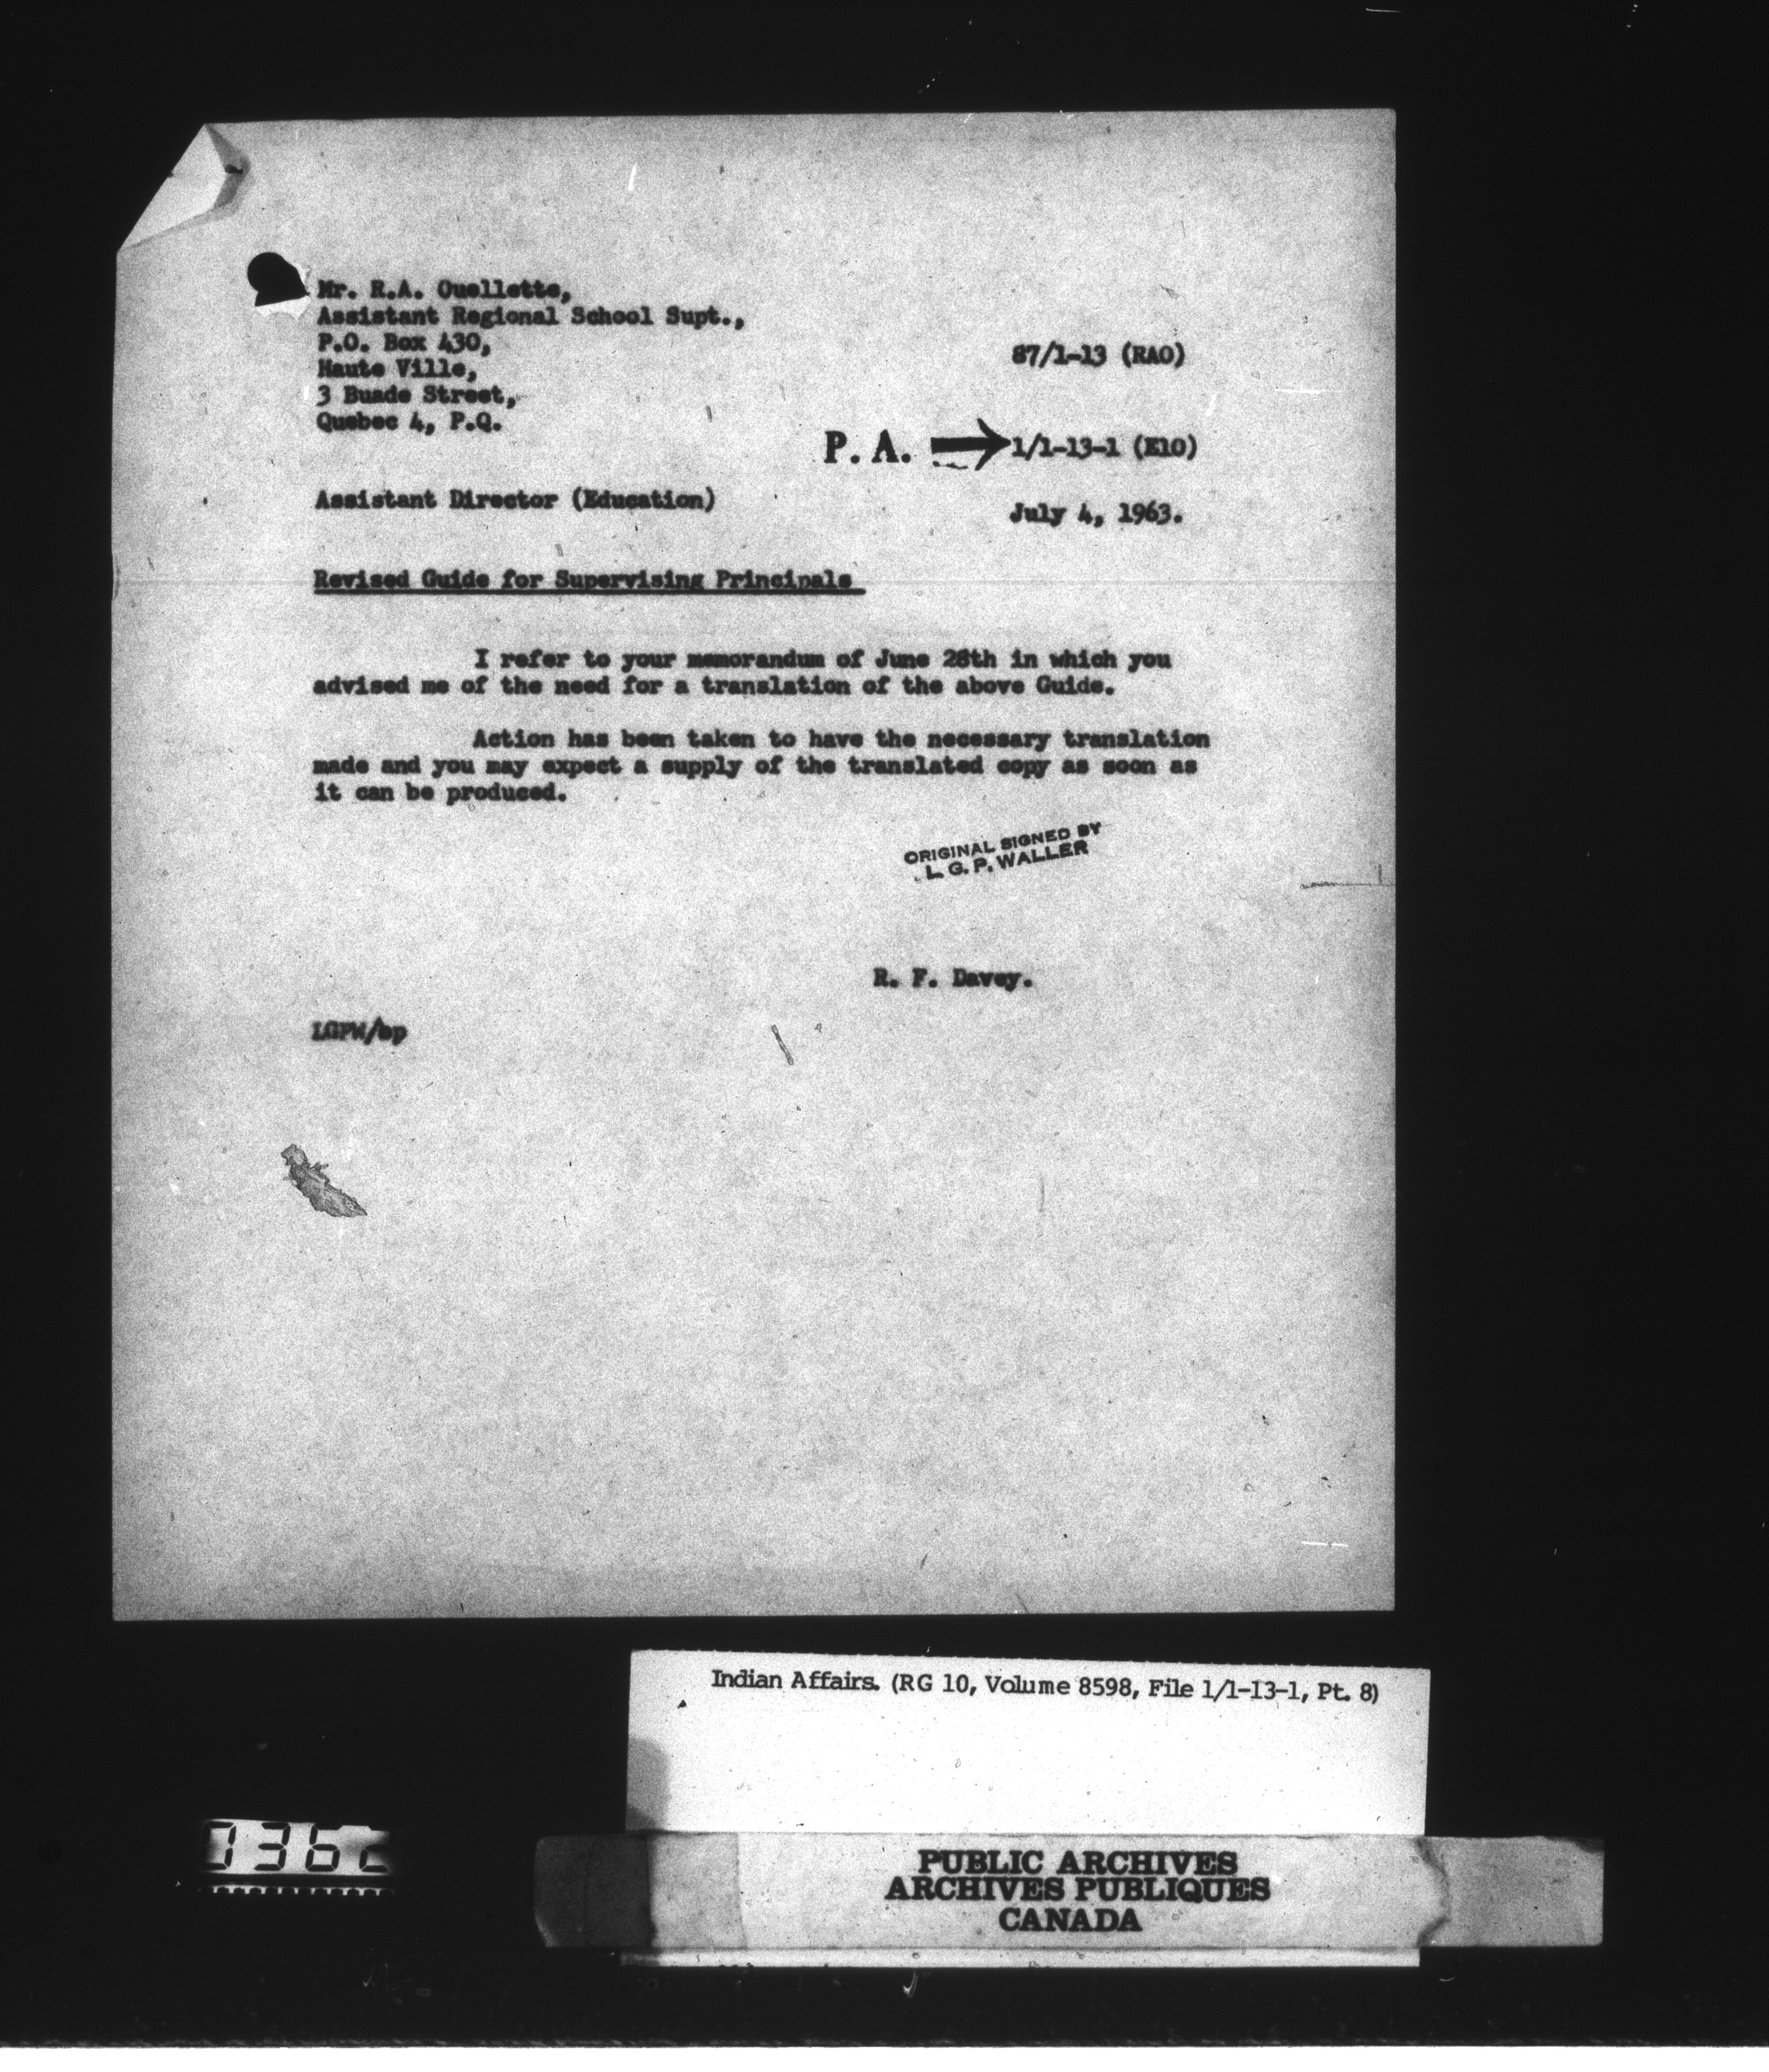 Mr. R.A. Ouellette,
Assistant Regional School Supt.,
P.O. Box 430,
Haute Ville,
3 Buade Street,
Quebec 4, P.Q.
87/1-13 (RAO)
P. A. 1/1-13-1 (E10)
Assistant Director (Education)
July 4, 1963.
Revised Guide for Supervising Principals
I refer to your memorandum of June 28th in which you
advised me of the need for a translation of the above Guide.
Action has been taken to have the necessary translation
made and you may expect a supply of the translated copy as soon as
it can be produced.
ORIGINAL SIGNED BY
L. G. P. WALLER
R. F. Davey.
Indian Affairs. (RG 10, Volume 8598, File 1/1-13-1, Pt. 8)
PUBLIC ARCHIVES
ARCHIVES PUBLIQUES
CANADA